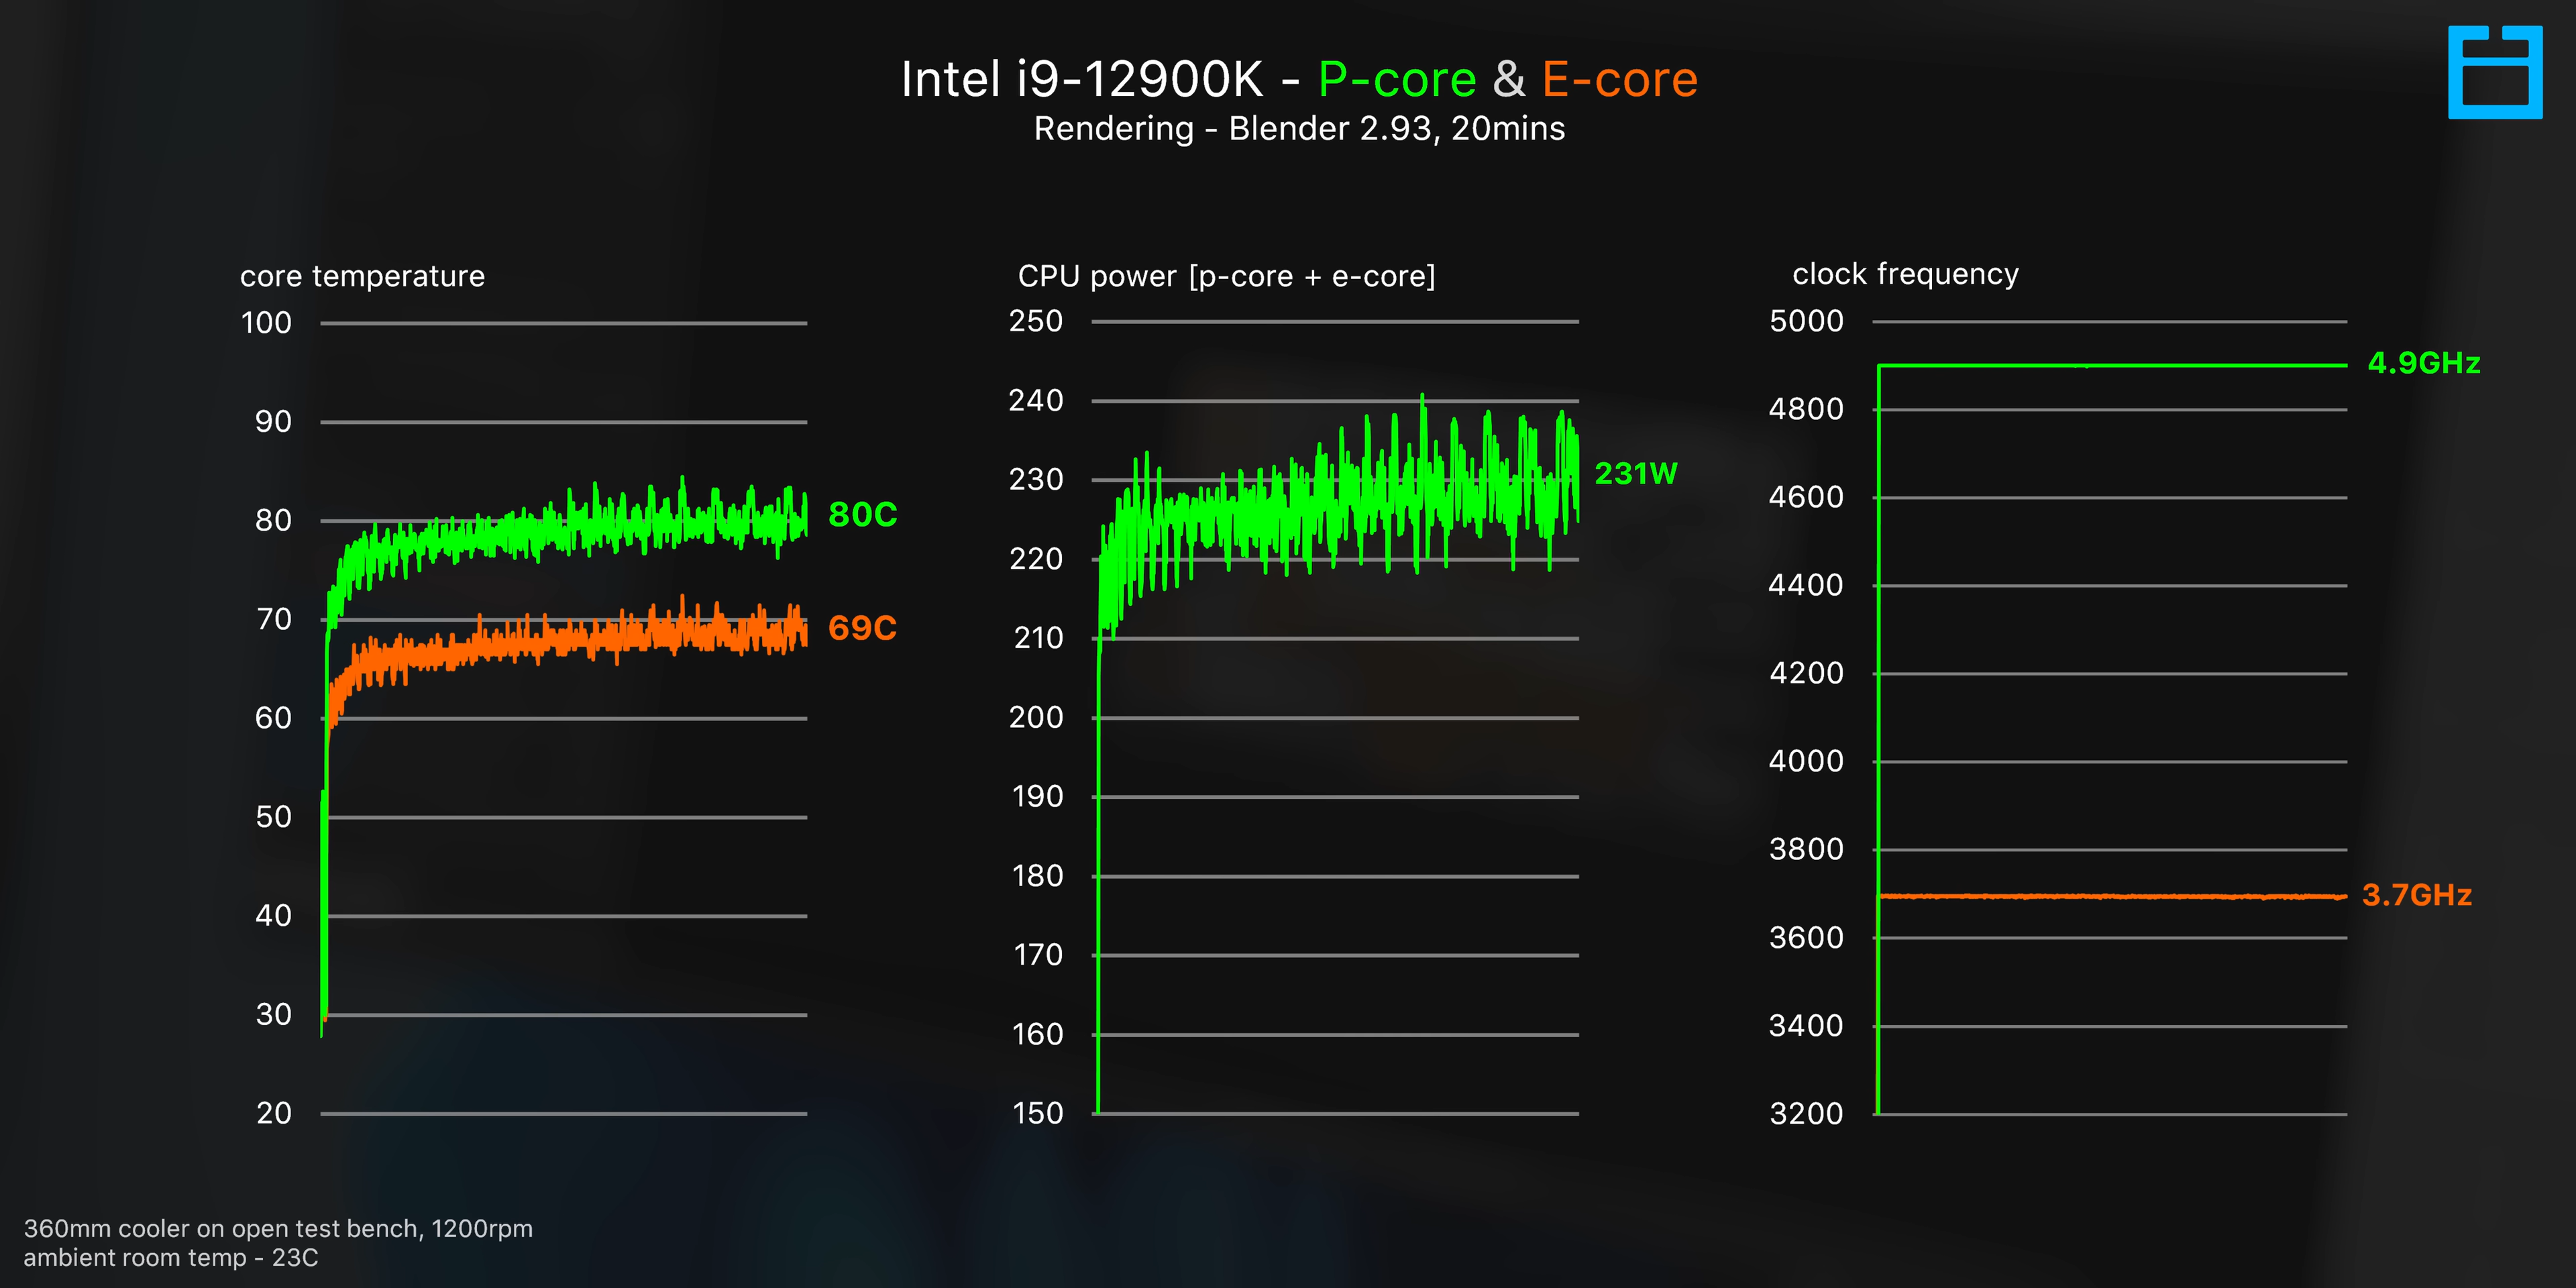 Intel i9-12900K - P-core & E-core
Rendering - Blender 2.93, 20mins
core temperature
100
90
80
70
60
50
40
30
20
80C
69C
CPU power [p-core + e-core]
250
240
230
220
210
200
190
180
170
160
150
231W
clock frequency
5000
4800
4600
4400
4200
4000
3800
3600
3400
3200
4.9GHz
3.7GHz
360mm cooler on open test bench, 1200rpm
ambient room temp - 23C